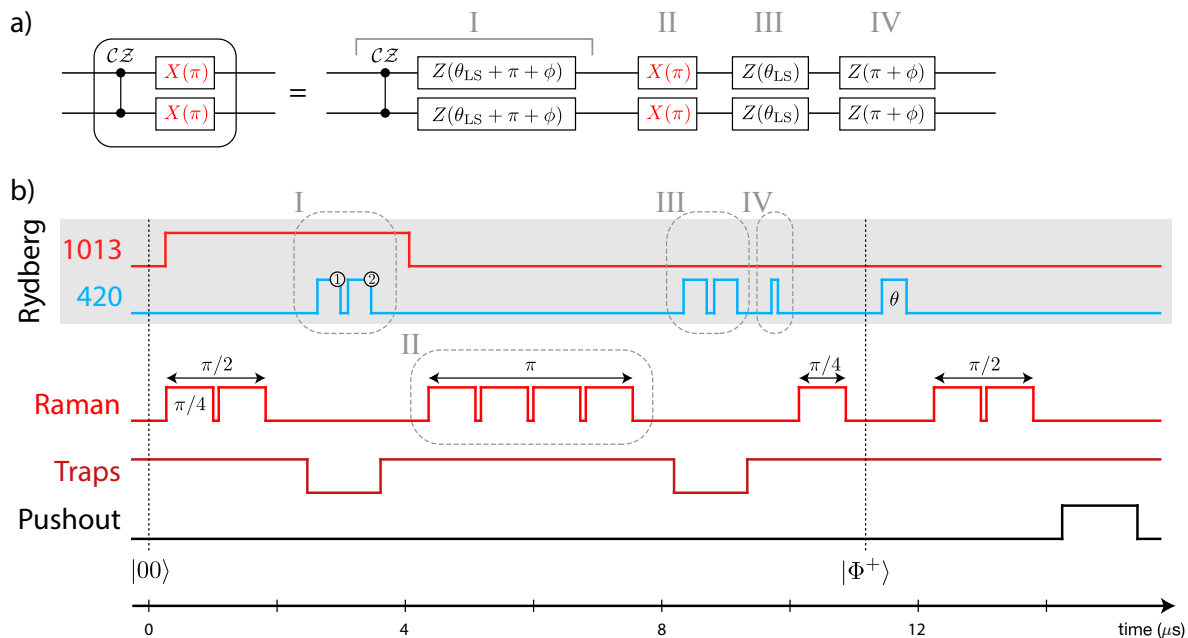 a)
I II III IV
𝒞𝒵 𝒞𝒵
X(π) = Z(θ_LS + π + φ) X(π) Z(θ_LS) Z(π + φ)
X(π) Z(θ_LS + π + φ) X(π) Z(θ_LS) Z(π + φ)
b)
I III IV
Rydberg
1013
① ②
420 θ
II
π/2 π π/4 π/2
Raman π/4
Traps
Pushout
|00⟩ |Φ⁺⟩
0 4 8 12 time (μs)